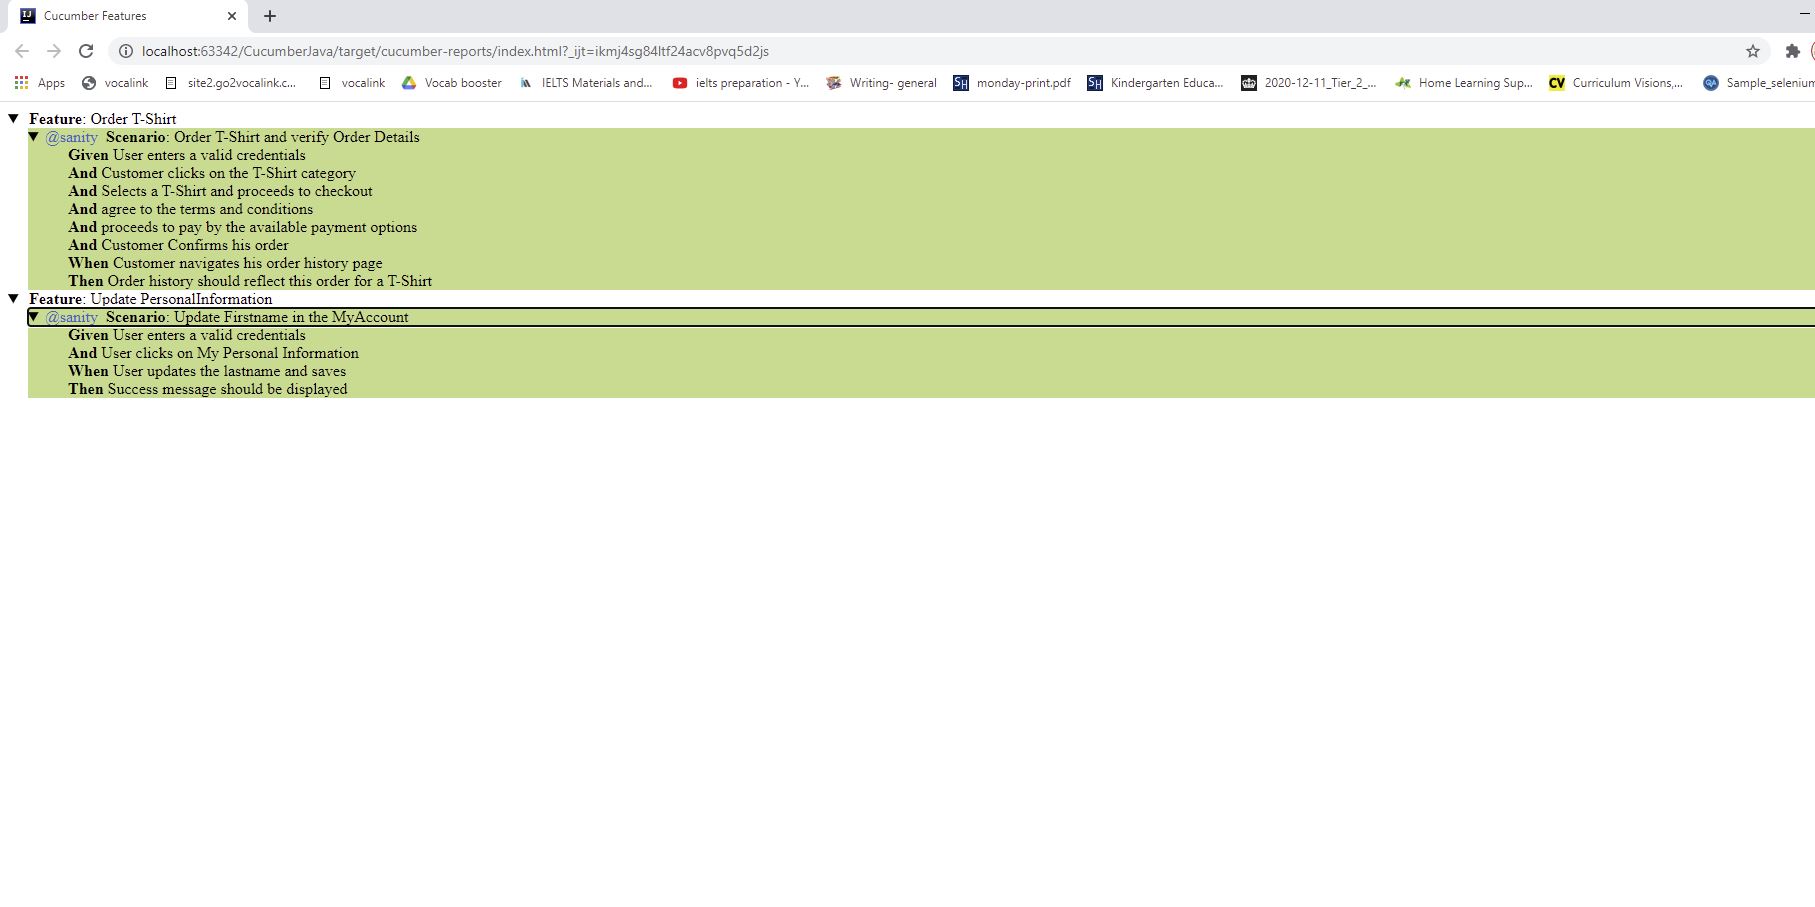 Cucumber Features
localhost:63342/CucumberJava/target/cucumber-reports/index.html?_ijt=ikmj4sg84ltf24acv8pvq5d2js
Apps vocalink site2.go2vocalink.c... vocalink Vocab booster IELTS Materials and... ielts preparation - Y... Writing- general monday-print.pdf Kindergarten Educa... 2020-12-11_Tier_2_... Home Learning Sup... CV Curriculum Visions,... QA Sample_selenium
Feature: Order T-Shirt
@sanity Scenario: Order T-Shirt and verify Order Details
Given User enters a valid credentials
And Customer clicks on the T-Shirt category
And Selects a T-Shirt and proceeds to checkout
And agree to the terms and conditions
And proceeds to pay by the available payment options
And Customer Confirms his order
When Customer navigates his order history page
Then Order history should reflect this order for a T-Shirt
Feature: Update PersonalInformation
@sanity Scenario: Update Firstname in the MyAccount
Given User enters a valid credentials
And User clicks on My Personal Information
When User updates the lastname and saves
Then Success message should be displayed